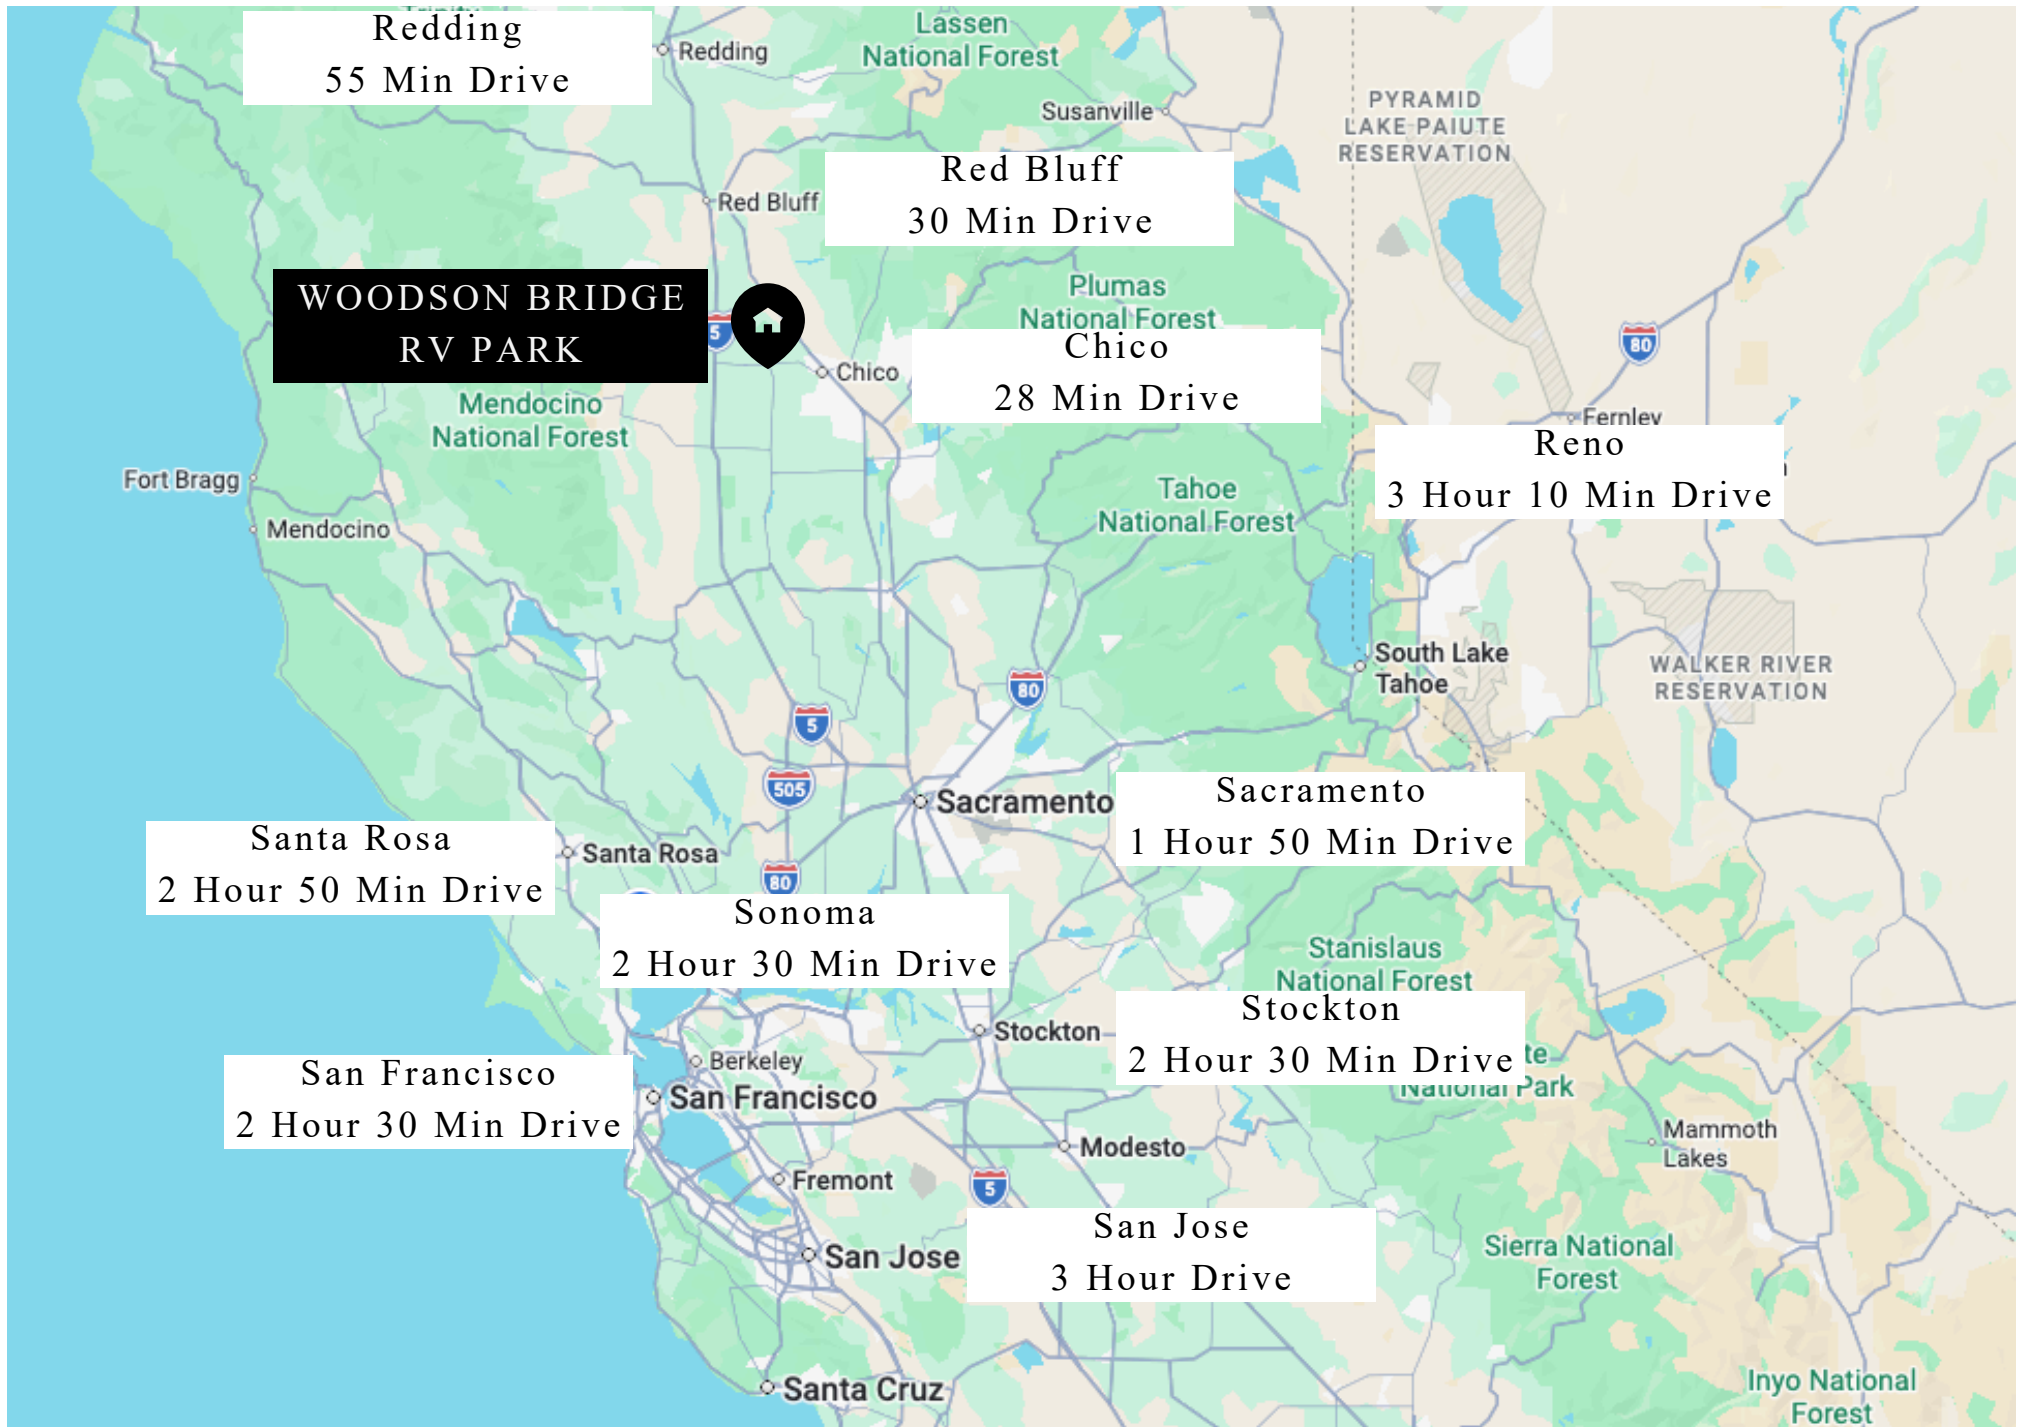 Redding
55 Min Drive
Redding
Lassen
National Forest
Susanville
PYRAMID
LAKE PAIUTE
RESERVATION
Red Bluff
30 Min Drive
Red Bluff
WOODSON BRIDGE
RV PARK
5
Plumas
National Forest
Chico
28 Min Drive
Chico
80
Fernley
Mendocino
National Forest
Reno
3 Hour 10 Min Drive
Fort Bragg
Mendocino
Tahoe
National Forest
South Lake
Tahoe
WALKER RIVER
RESERVATION
80
5
505
Sacramento
Sacramento
1 Hour 50 Min Drive
Santa Rosa
2 Hour 50 Min Drive
Santa Rosa
80
Sonoma
2 Hour 30 Min Drive
Stanislaus
National Forest
Stockton
2 Hour 30 Min Drive
Stockton
te
National Park
Berkeley
San Francisco
2 Hour 30 Min Drive
San Francisco
Modesto
Mammoth
Lakes
Fremont
5
San Jose
3 Hour Drive
San Jose
Sierra National
Forest
Santa Cruz
Inyo National
Forest